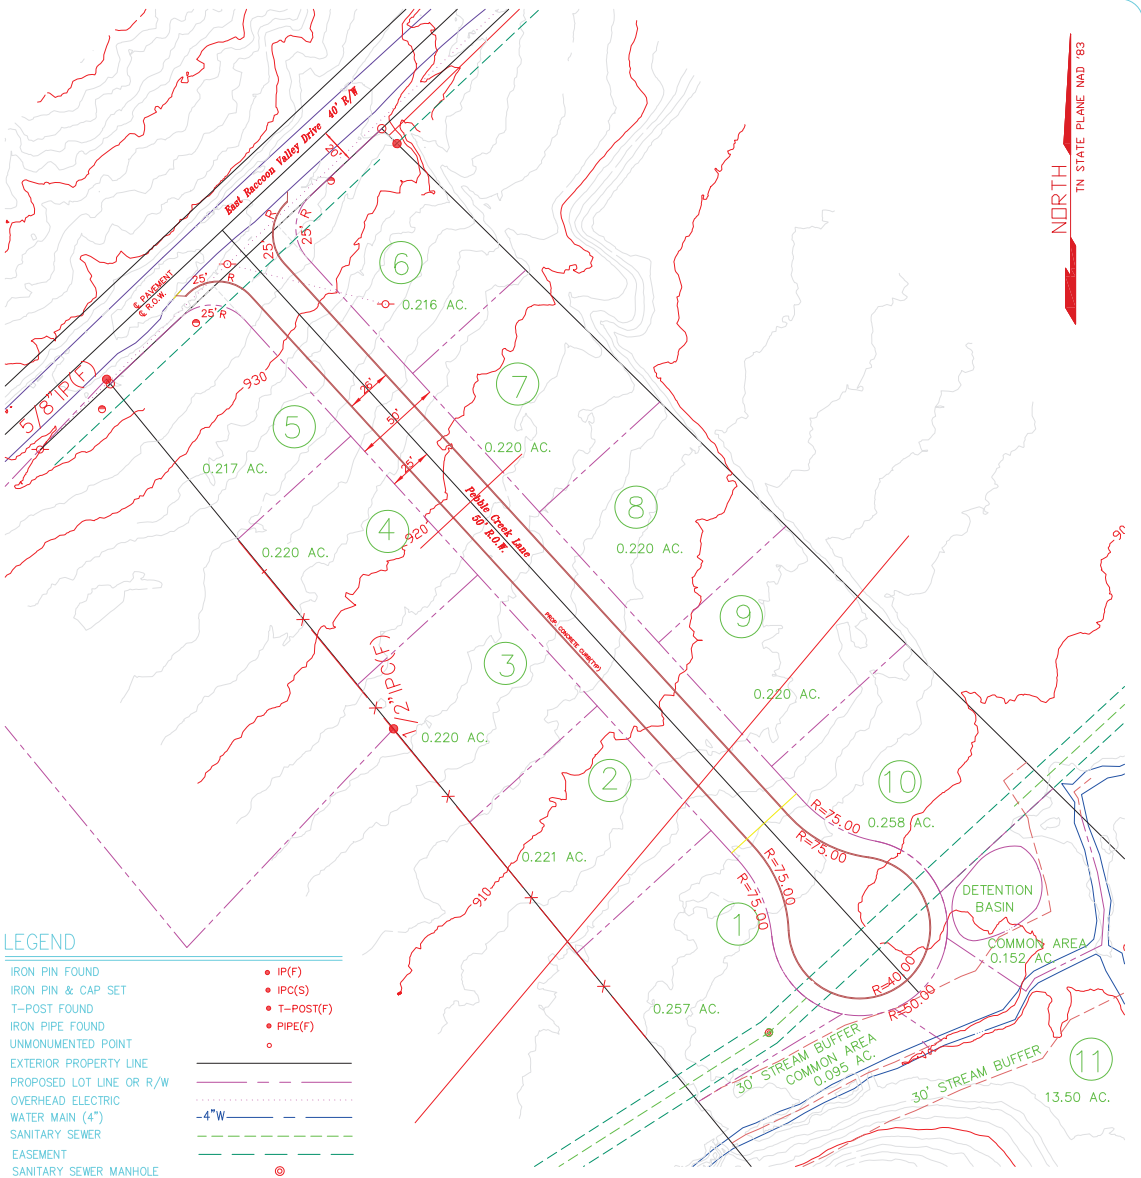 NORTH
TN STATE PLANE NAD '83
East Raccoon Valley Drive 40' R/W
20'
25' R
25' R
℄ PAVEMENT
℄ R.O.W.
25' R
25' R
6
0.216 AC.
5/8" IP(F)
930
5
0.217 AC.
7
0.220 AC.
26'
50'
25'
4
920
0.220 AC.
Pebble Creek Lane
50' R.O.W.
8
0.220 AC.
PROP. CONCRETE CURB(TYP)
9
0.220 AC.
3
0.220 AC.
1/2" IPC(F)
2
0.221 AC.
910
10
0.258 AC.
R=75.00
R=75.00
R=75.00
R=75.00
1
0.257 AC.
R=40.00
R=50.00
DETENTION
BASIN
COMMON AREA
0.152 AC.
30' STREAM BUFFER
COMMON AREA
0.095 AC.
30' STREAM BUFFER
11
13.50 AC.
LEGEND
IRON PIN FOUND IP(F)
IRON PIN & CAP SET IPC(S)
T-POST FOUND T-POST(F)
IRON PIPE FOUND PIPE(F)
UNMONUMENTED POINT
EXTERIOR PROPERTY LINE
PROPOSED LOT LINE OR R/W
OVERHEAD ELECTRIC
WATER MAIN (4") 4"W
SANITARY SEWER
EASEMENT
SANITARY SEWER MANHOLE